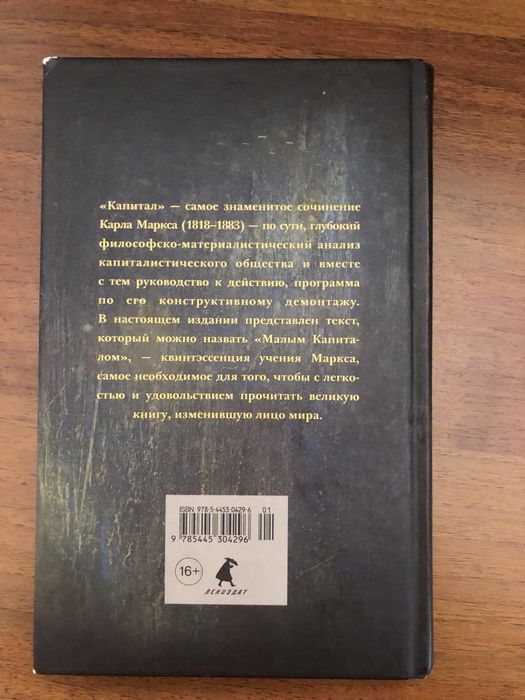 «Капитал» — самое знаменитое сочинение
Карла Маркса (1818–1883) — по сути, глубокий
философско-материалистический анализ
капиталистического общества и вместе
с тем руководство к действию, программа
по его конструктивному демонтажу.
В настоящем издании представлен текст,
который можно назвать «Малым Капита-
лом», — квинтэссенция учения Маркса,
самое необходимое для того, чтобы с легко-
стью и удовольствием прочитать великую
книгу, изменившую лицо мира.
ISBN 978-5-4453-0429-6
01
9 785445 304296
16+
ЛЕНИЗДАТ